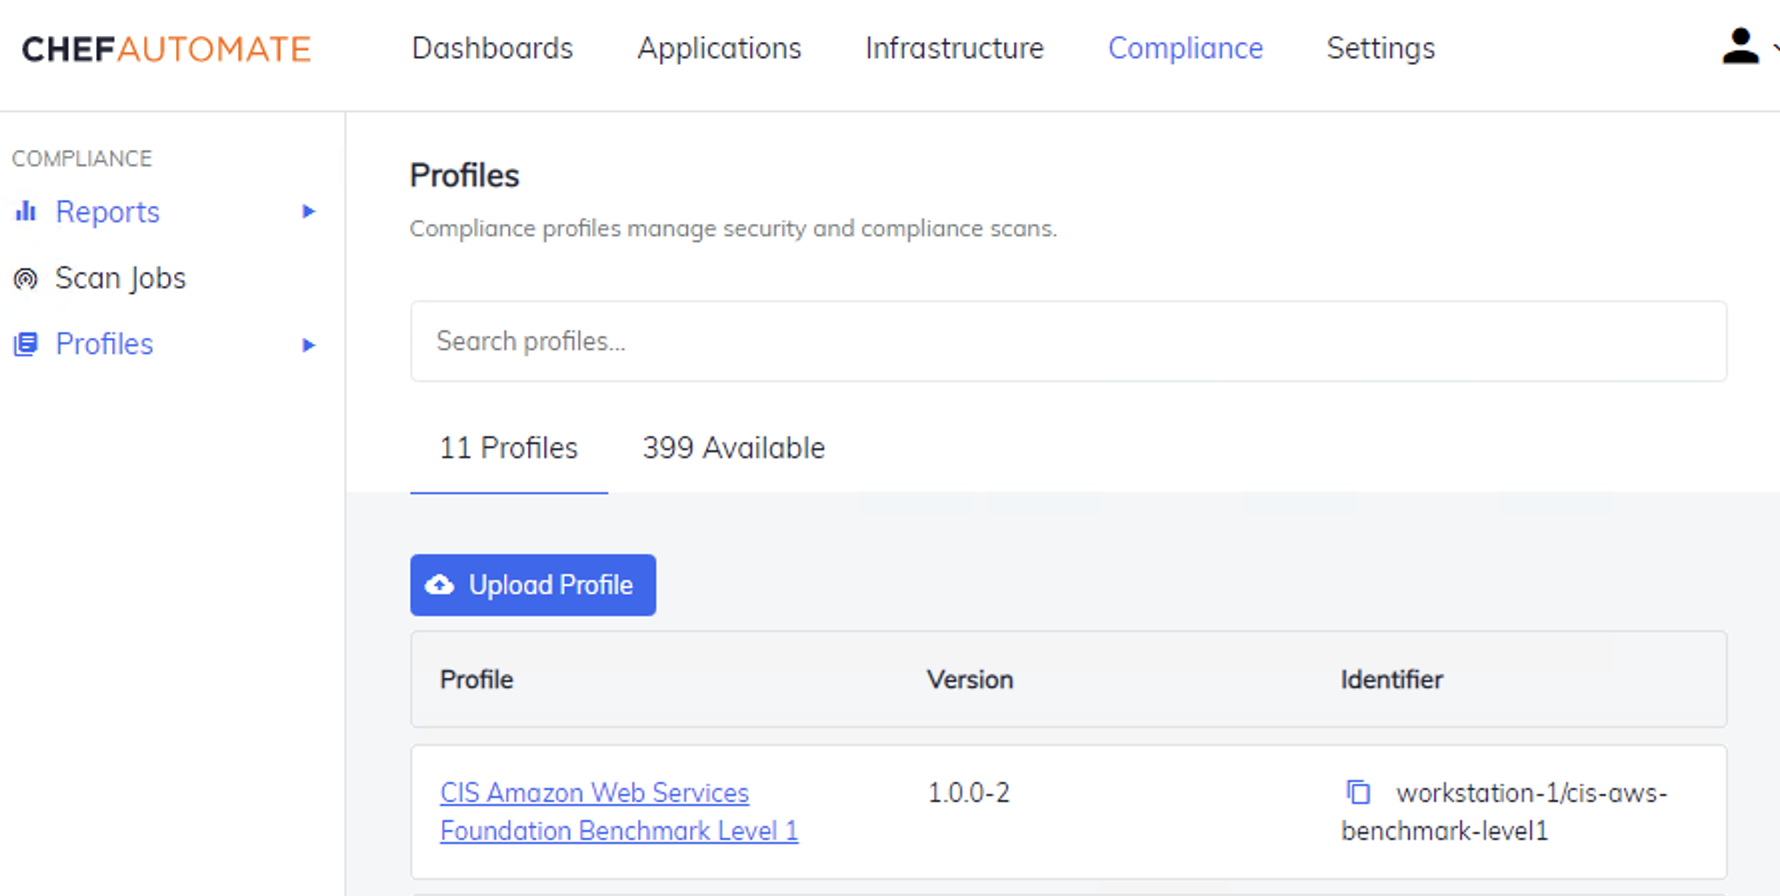 CHEFAUTOMATE
Dashboards
Applications
Infrastructure
Compliance
Settings
COMPLIANCE
Reports
Scan Jobs
Profiles
Profiles
Compliance profiles manage security and compliance scans.
Search profiles...
11 Profiles
399 Available
Upload Profile
Profile
Version
Identifier
CIS Amazon Web Services
Foundation Benchmark Level 1
1.0.0-2
workstation-1/cis-aws-
benchmark-level1